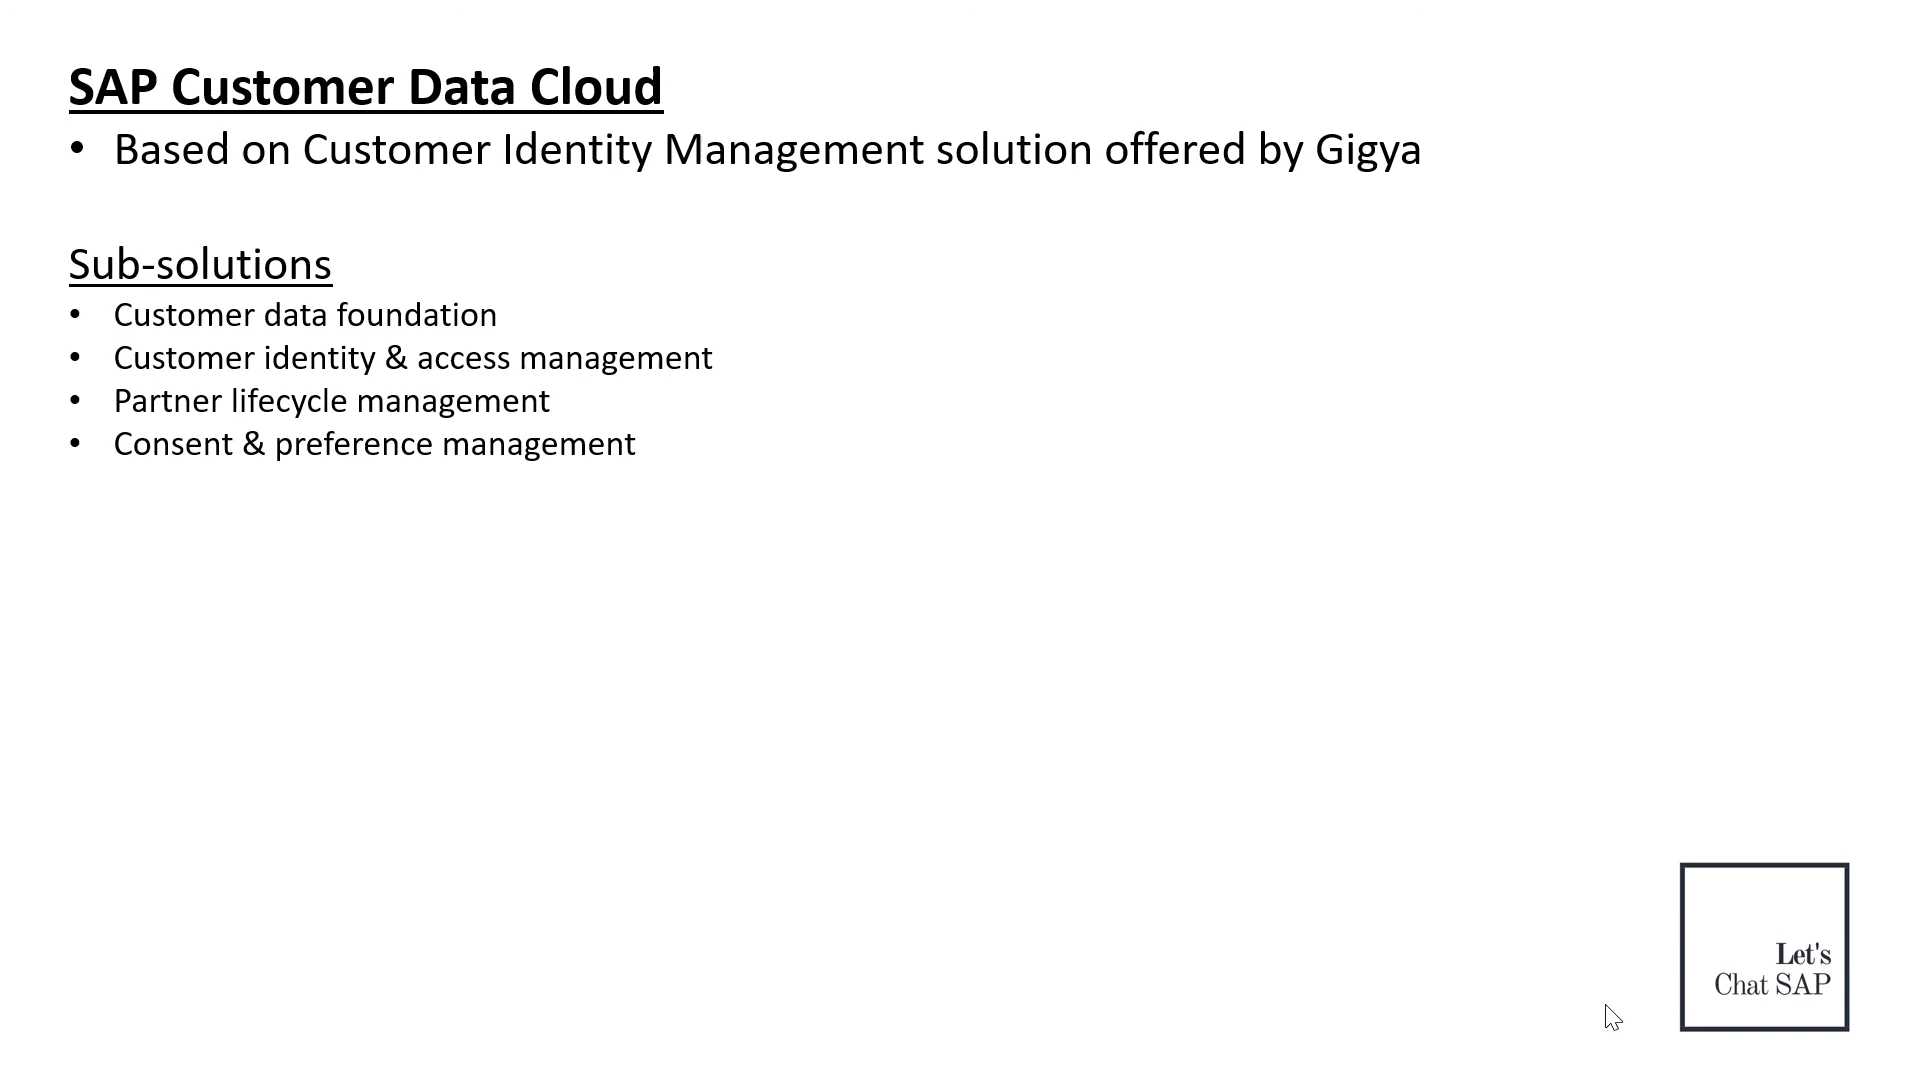 SAP Customer Data Cloud
• Based on Customer Identity Management solution offered by Gigya
Sub-solutions
• Customer data foundation
• Customer identity & access management
• Partner lifecycle management
• Consent & preference management
Let's
Chat SAP